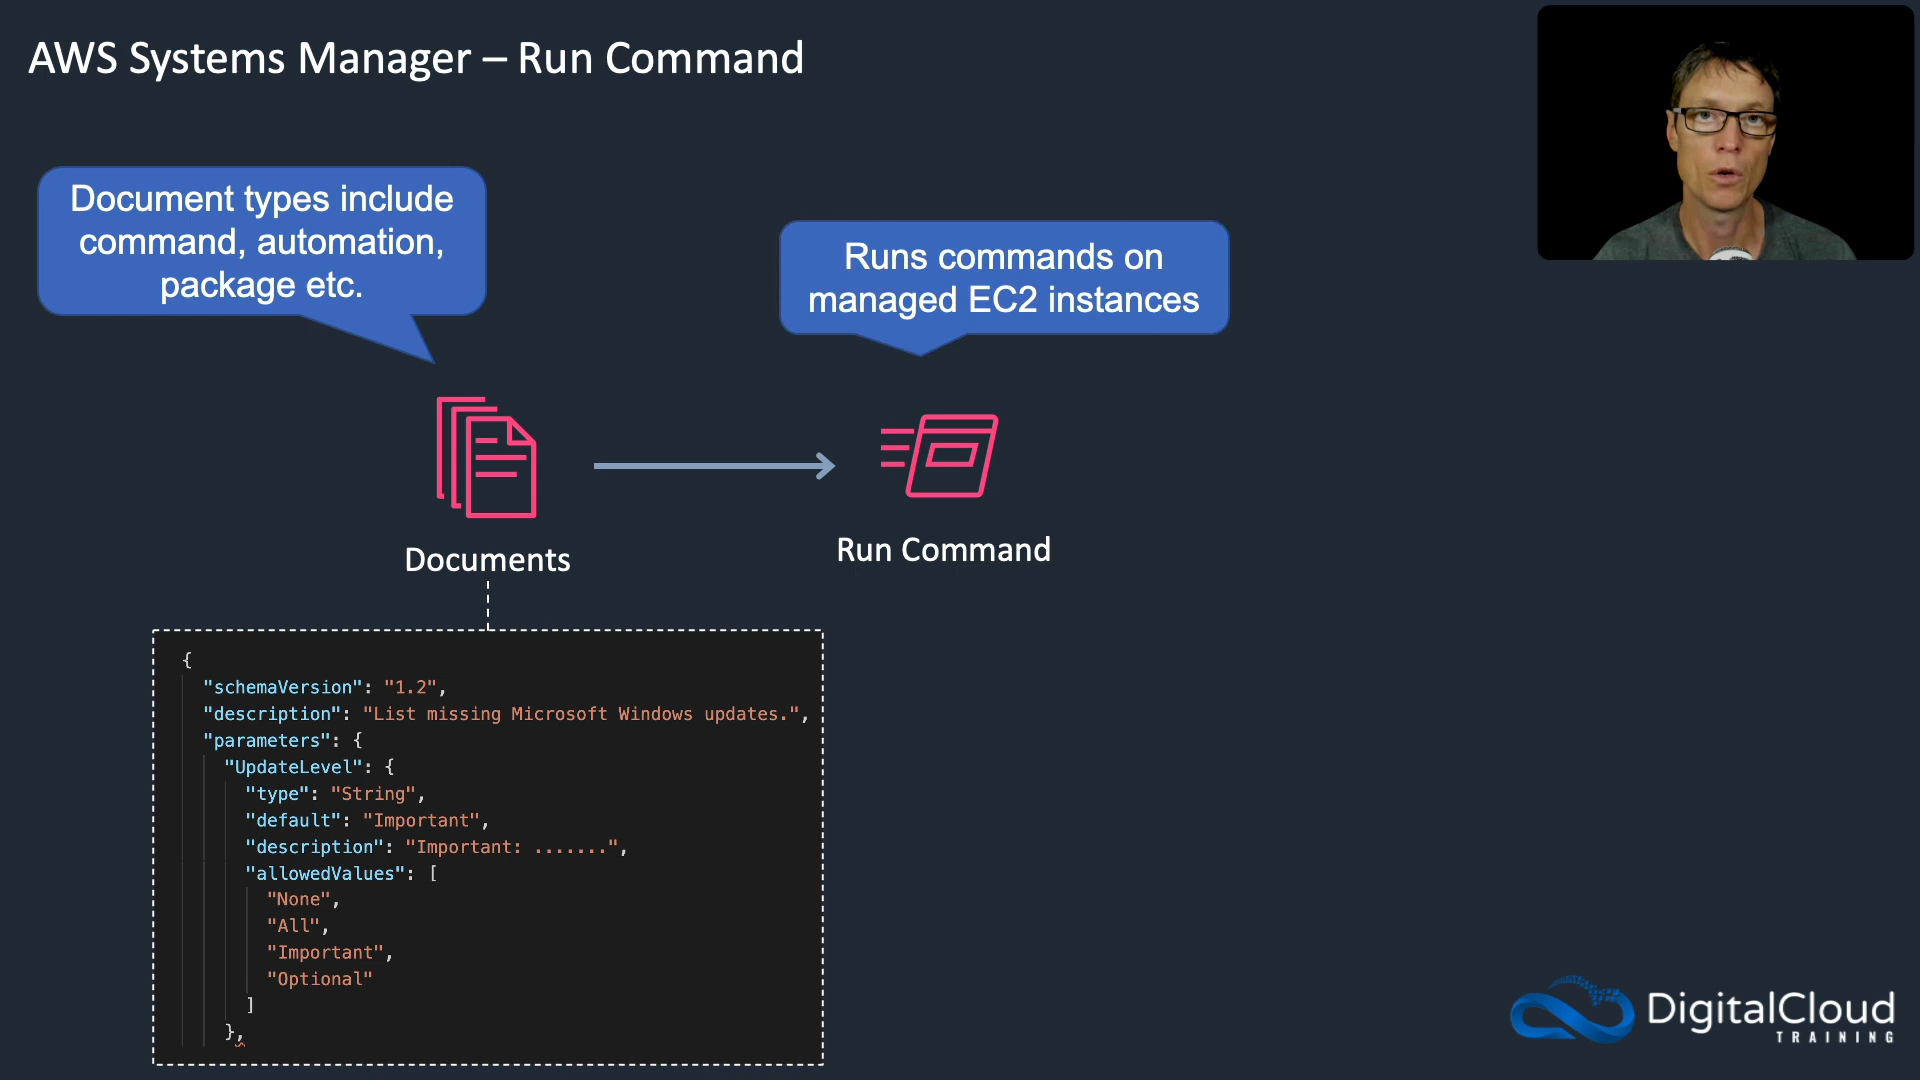 AWS Systems Manager – Run Command
Document types include
command, automation,
package etc.
Runs commands on
managed EC2 instances
Documents
Run Command
{
"schemaVersion": "1.2",
"description": "List missing Microsoft Windows updates.",
"parameters": {
"UpdateLevel": {
"type": "String",
"default": "Important",
"description": "Important: .......",
"allowedValues": [
"None",
"All",
"Important",
"Optional"
]
},
DigitalCloud
TRAINING